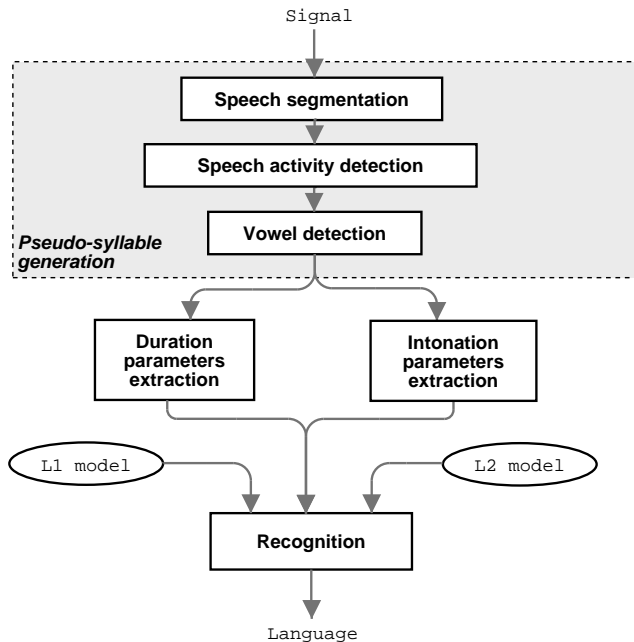 Signal
Speech segmentation
Speech activity detection
Vowel detection
Pseudo-syllable
generation
Duration
parameters
extraction
Intonation
parameters
extraction
L1 model
L2 model
Recognition
Language